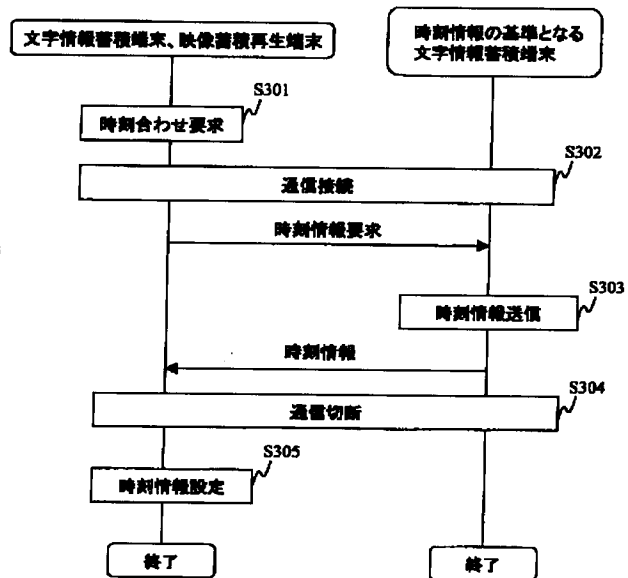 文字情報蓄積端末、映像蓄積再生端末
時刻情報の基準となる
文字情報蓄積端末
S301
時刻合わせ要求
S302
通信接続
時刻情報要求
S303
時刻情報送信
時刻情報
S304
通信切断
S305
時刻情報設定
終了
終了